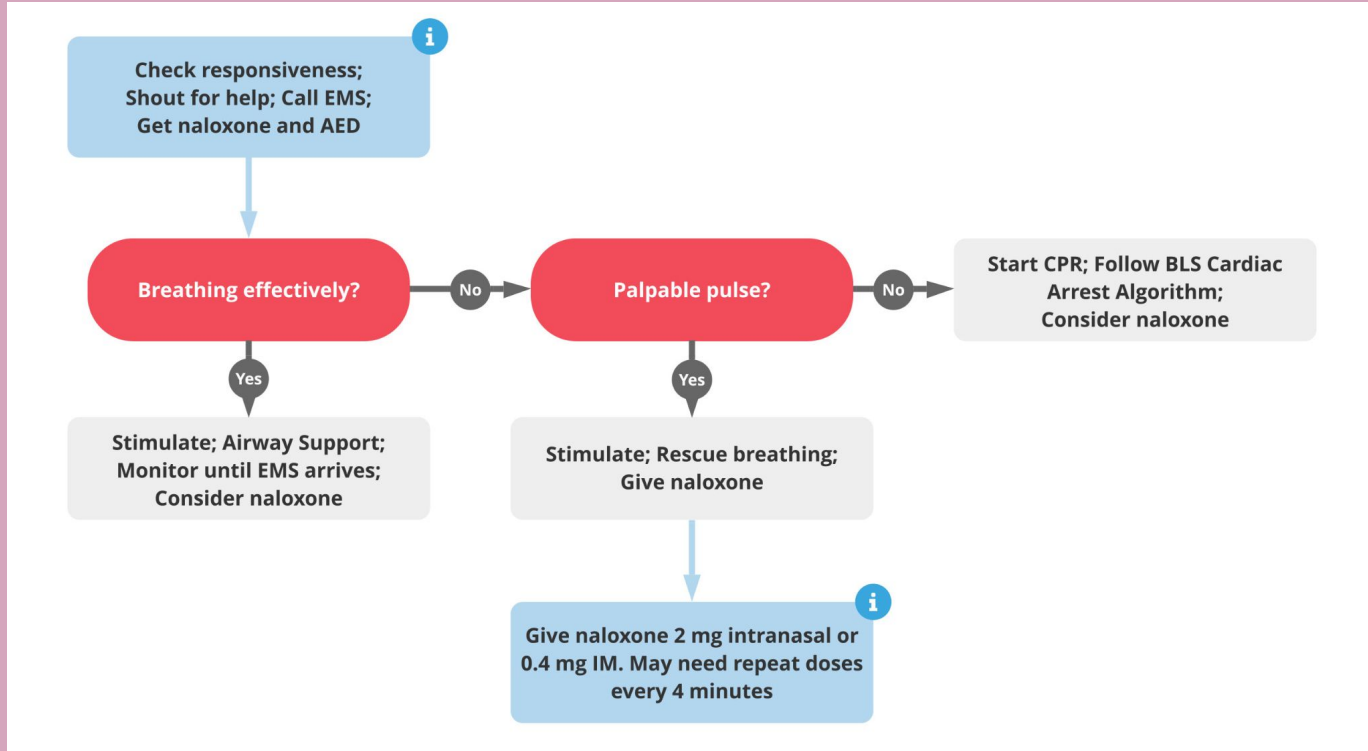 i
Check responsiveness;
Shout for help; Call EMS;
Get naloxone and AED
Breathing effectively?
No
Palpable pulse?
No
Start CPR; Follow BLS Cardiac
Arrest Algorithm;
Consider naloxone
Yes
Yes
Stimulate; Airway Support;
Monitor until EMS arrives;
Consider naloxone
Stimulate; Rescue breathing;
Give naloxone
i
Give naloxone 2 mg intranasal or
0.4 mg IM. May need repeat doses
every 4 minutes